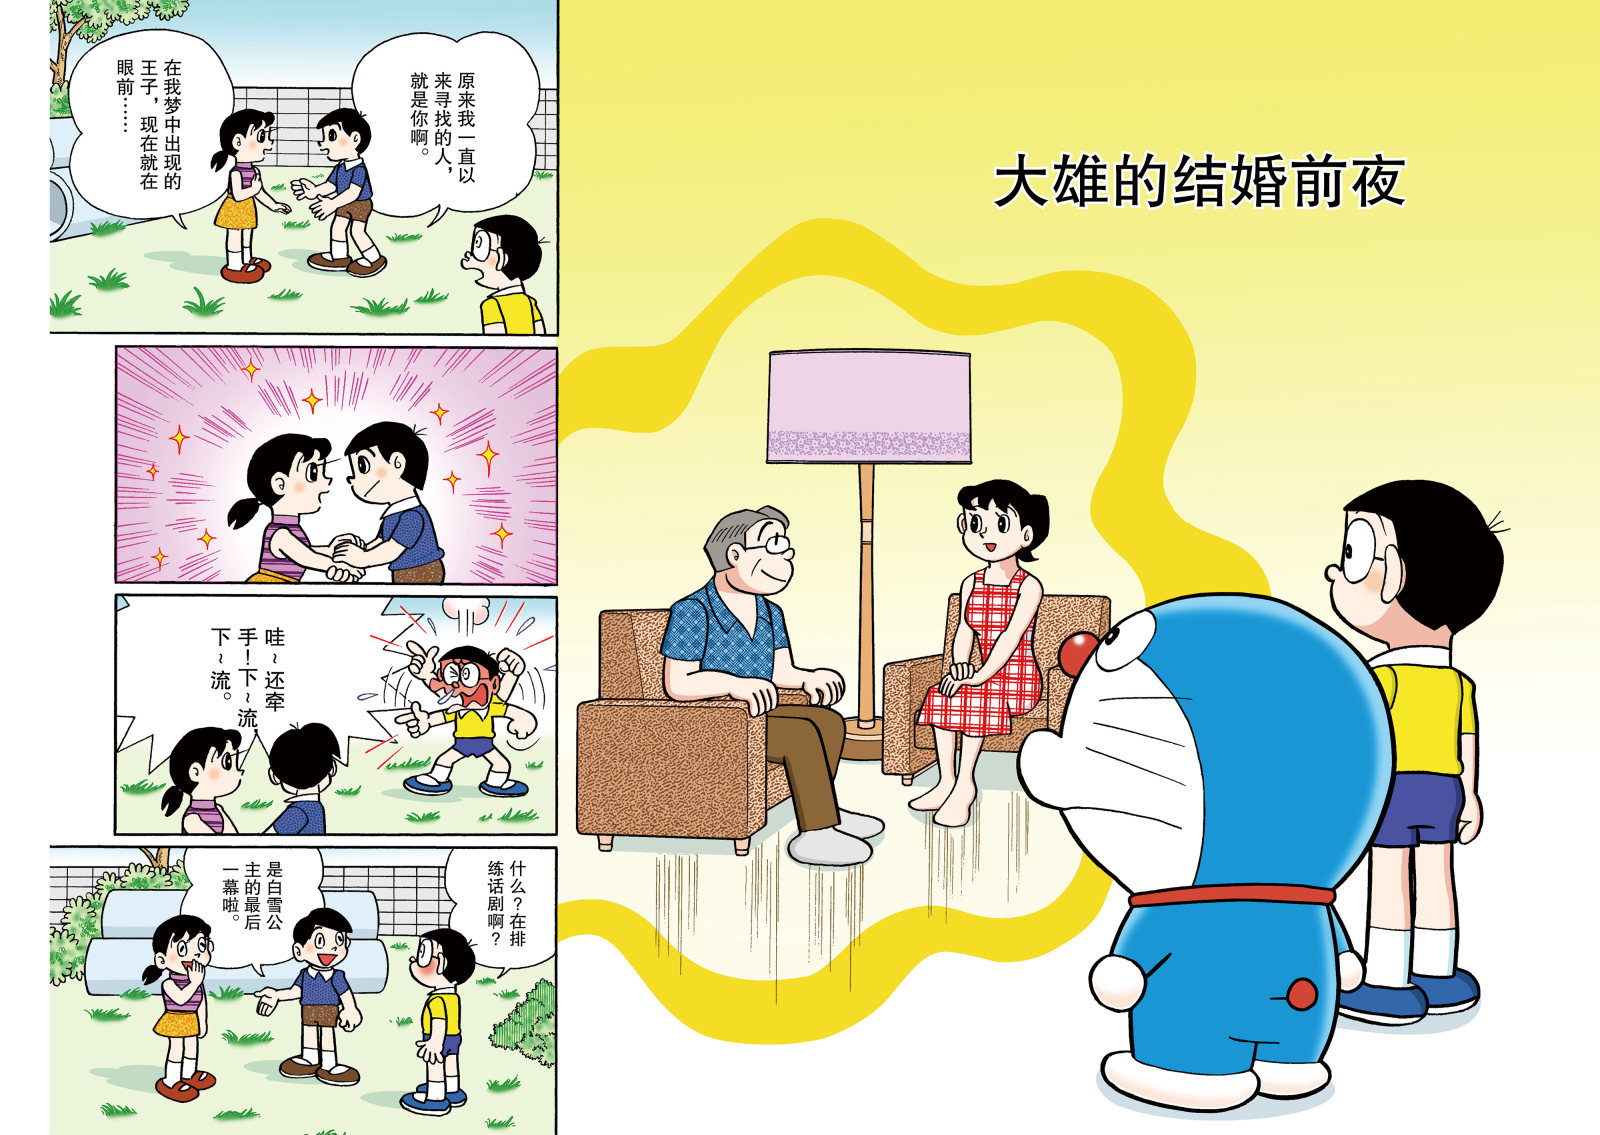 大雄的结婚前夜
原来我一直以
来寻找的人，
就是你啊。
在我梦中出现的
王子，现在就在
眼前……
哇～还牵
手！下～流，
下～流。
什么？在排
练话剧啊？
是白雪公
主的最后
一幕啦。